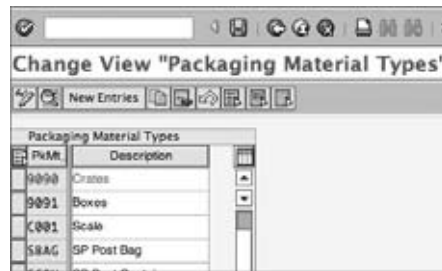 Change View "Packaging Material Types"
New Entries
Packaging Material Types
PkMt. Description
9090 Crates
9091 Boxes
C001 Scale
SBAG SP Post Bag